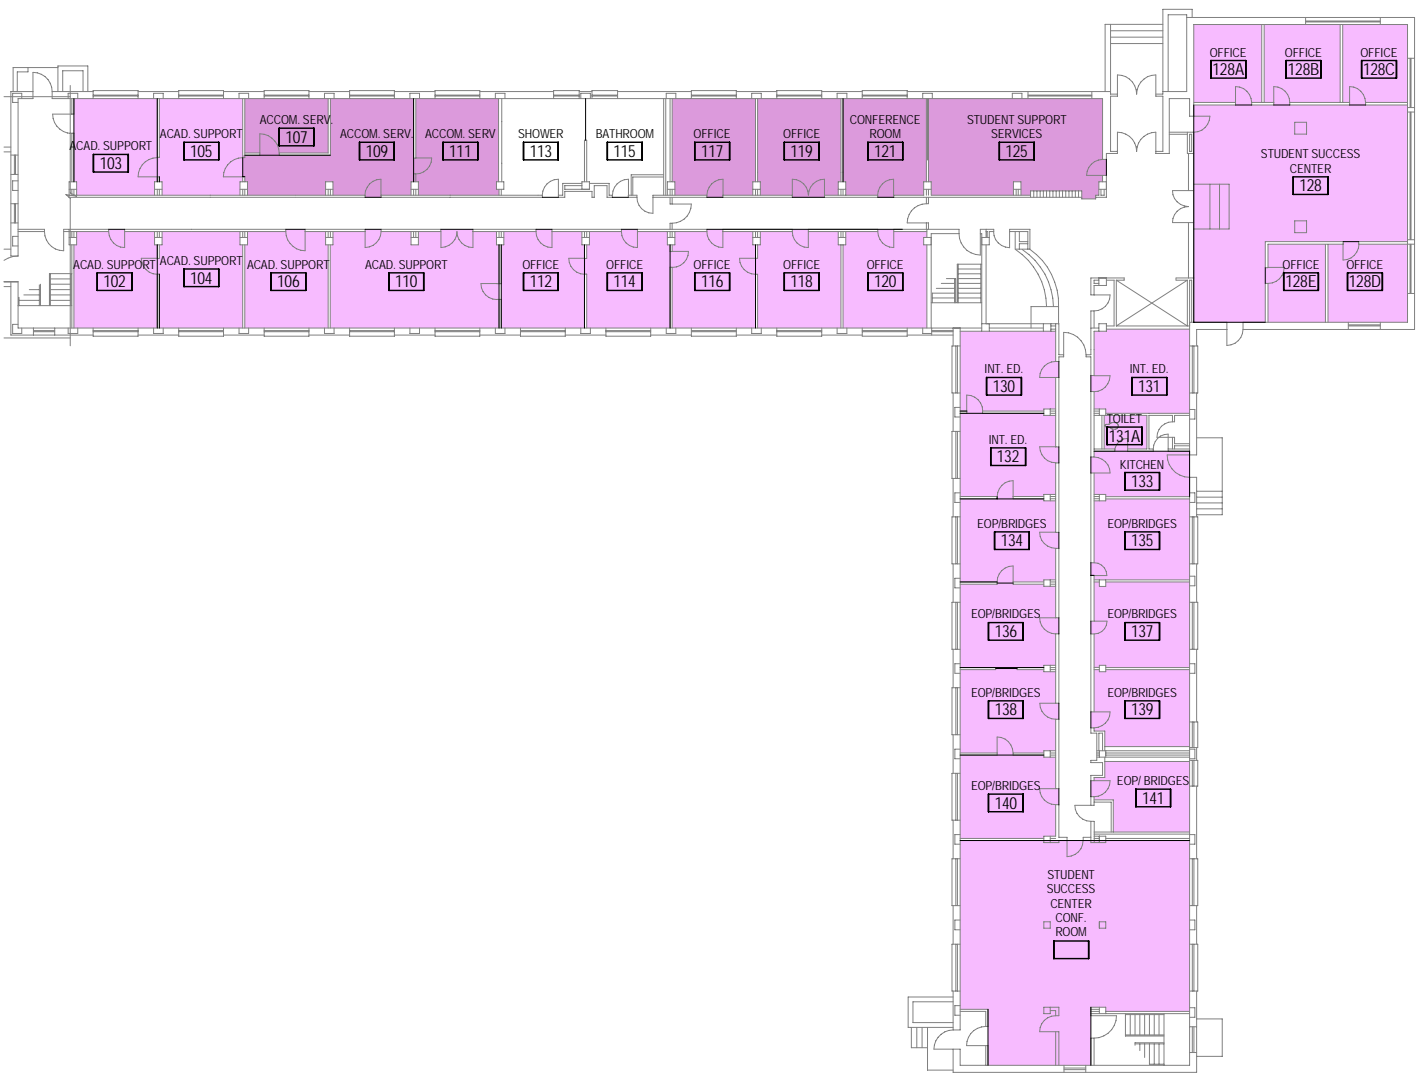 OFFICE
128A
OFFICE
128B
OFFICE
128C
ACAD. SUPPORT
103
ACAD. SUPPORT
105
ACCOM. SERV.
107
ACCOM. SERV.
109
ACCOM. SERV
111
SHOWER
113
BATHROOM
115
OFFICE
117
OFFICE
119
CONFERENCE
ROOM
121
STUDENT SUPPORT
SERVICES
125
STUDENT SUCCESS
CENTER
128
ACAD. SUPPORT
102
ACAD. SUPPORT
104
ACAD. SUPPORT
106
ACAD. SUPPORT
110
OFFICE
112
OFFICE
114
OFFICE
116
OFFICE
118
OFFICE
120
OFFICE
128E
OFFICE
128D
INT. ED.
130
INT. ED.
131
TOILET
131A
INT. ED.
132
KITCHEN
133
EOP/BRIDGES
134
EOP/BRIDGES
135
EOP/BRIDGES
136
EOP/BRIDGES
137
EOP/BRIDGES
138
EOP/BRIDGES
139
EOP/BRIDGES
140
EOP/ BRIDGES
141
STUDENT
SUCCESS
CENTER
CONF.
ROOM